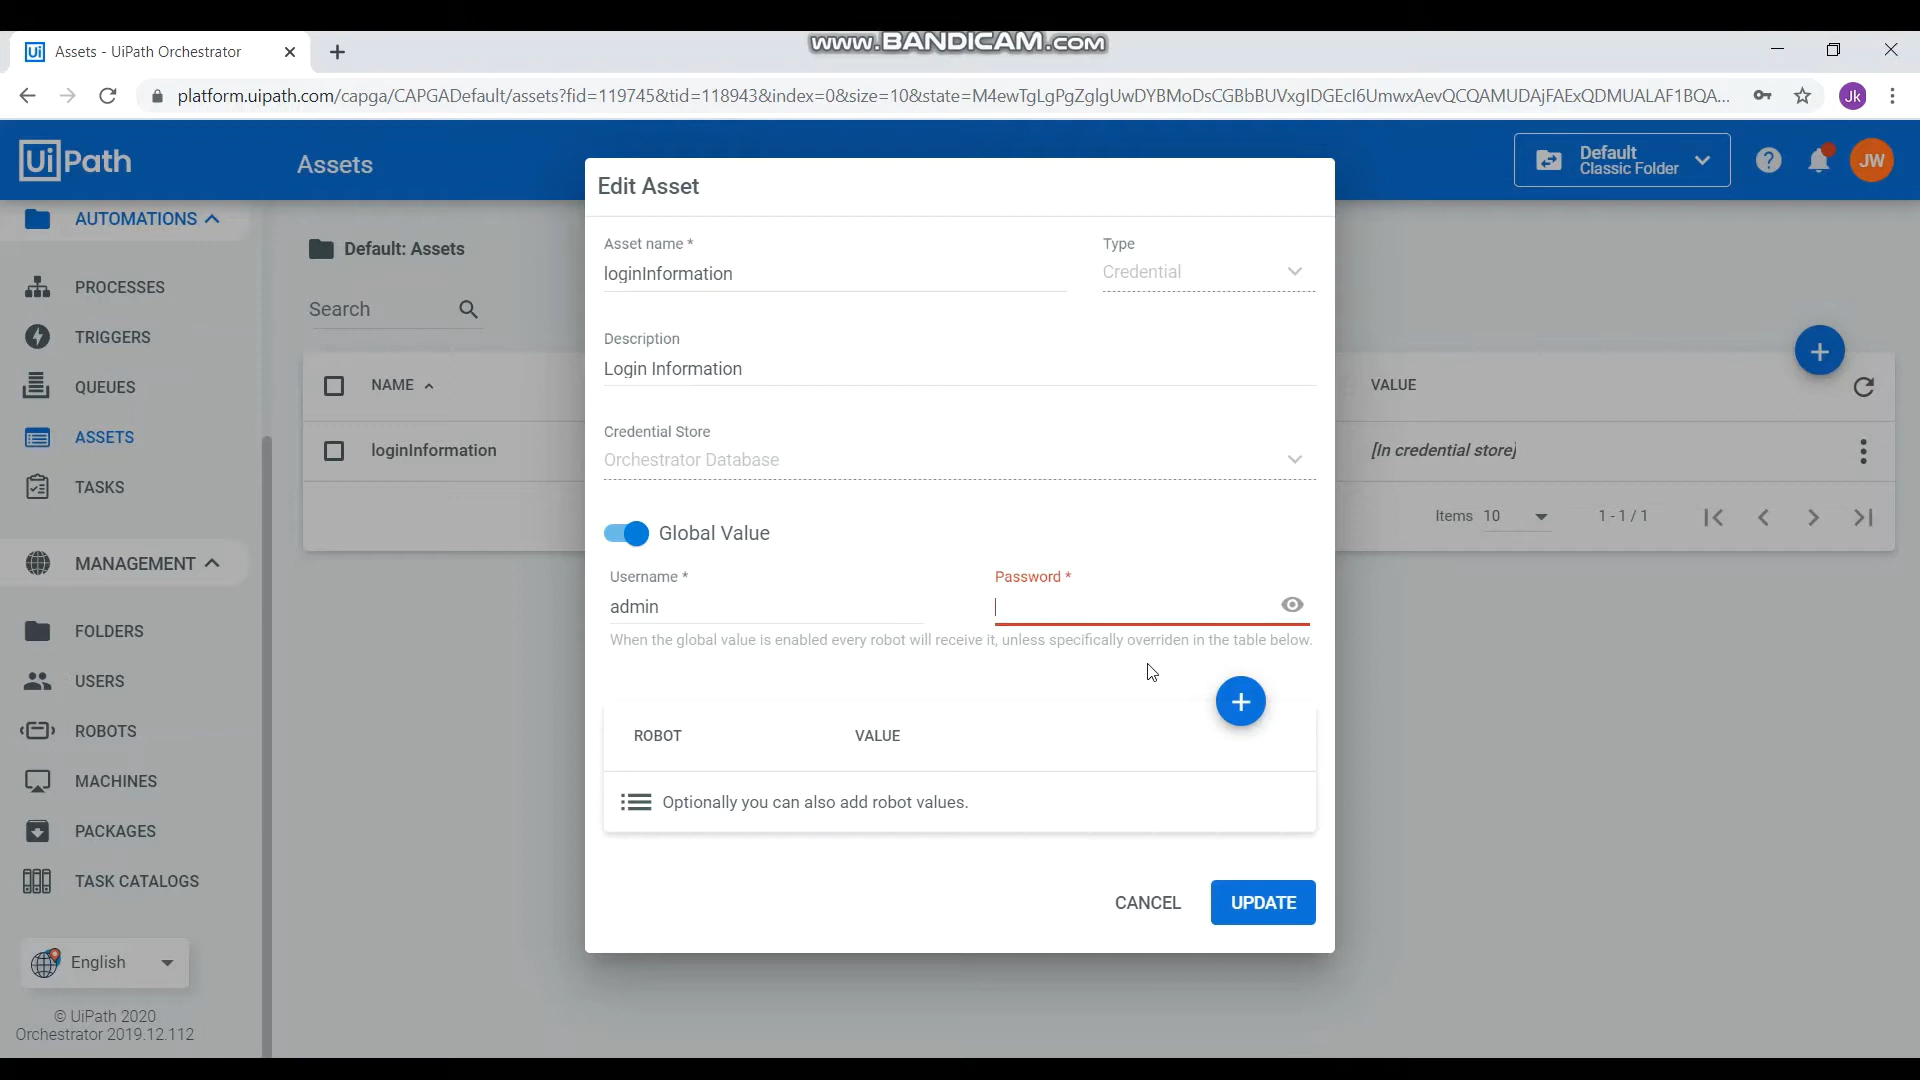 www.BANDICAM.com
Assets - UiPath Orchestrator
platform.uipath.com/capga/CAPGADefault/assets?fid=119745&tid=118943&index=0&size=10&state=
Jk
UiPath
Assets
Default
Classic Folder
JW
AUTOMATIONS
PROCESSES
TRIGGERS
QUEUES
ASSETS
TASKS
MANAGEMENT
FOLDERS
USERS
ROBOTS
MACHINES
PACKAGES
TASK CATALOGS
English
© UiPath 2020
Orchestrator 2019.12.112
Default: Assets
Search
NAME
VALUE
loginInformation
[In credential store]
Items 10
1 - 1 / 1
Edit Asset
Asset name *
Type
loginInformation
Credential
Description
Login Information
Credential Store
Orchestrator Database
Global Value
Username *
Password *
admin
When the global value is enabled every robot will receive it, unless specifically overriden in the table below.
ROBOT
VALUE
Optionally you can also add robot values.
CANCEL
UPDATE